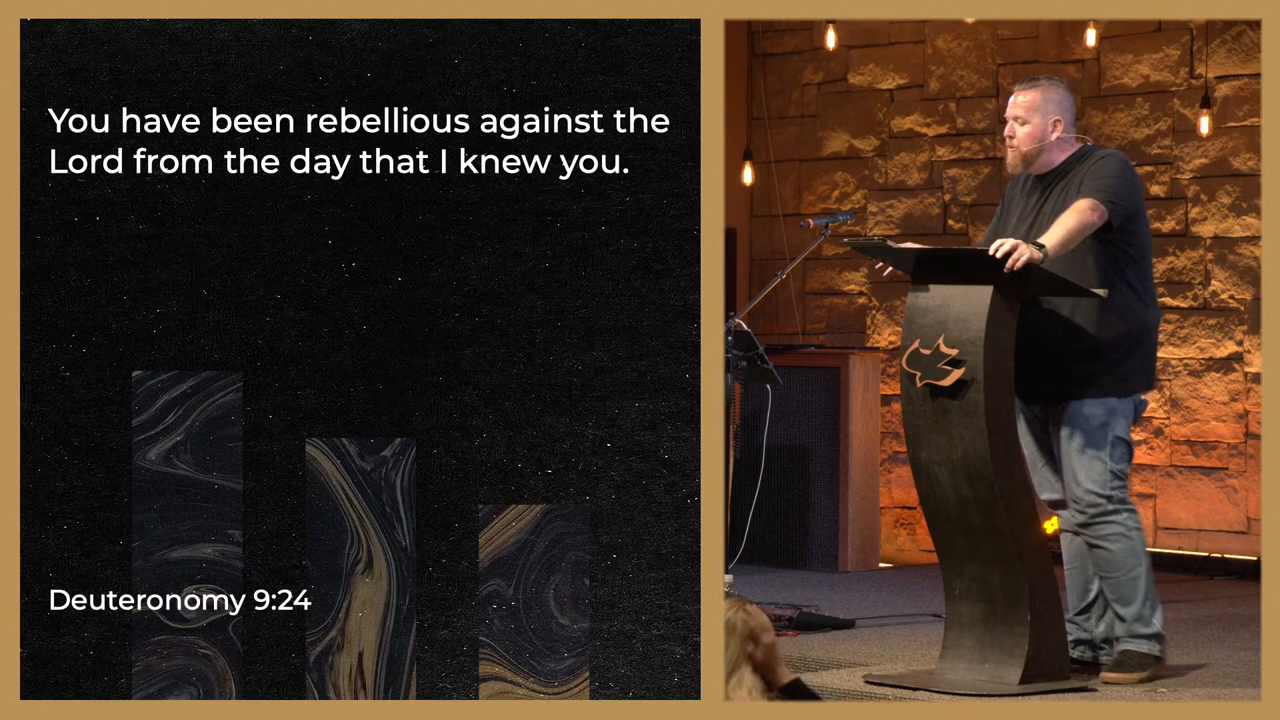 You have been rebellious against the
Lord from the day that I knew you.
Deuteronomy 9:24